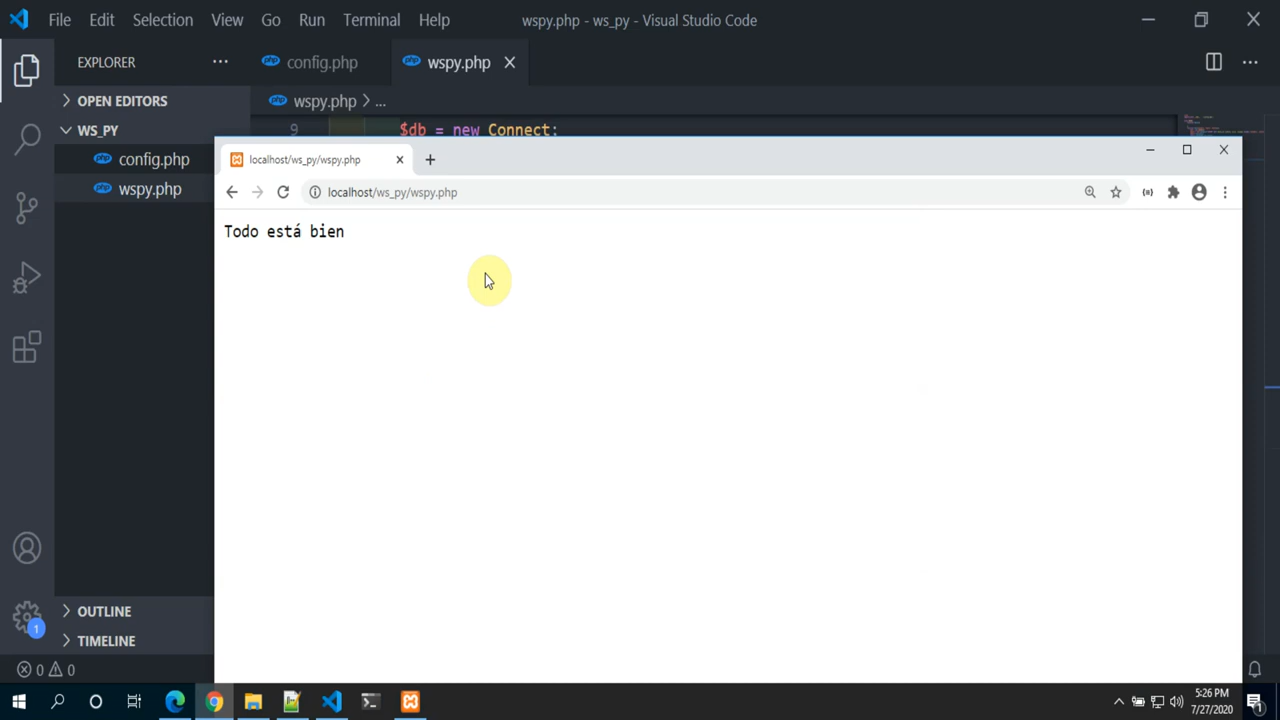 File Edit Selection View Go Run Terminal Help wspy.php - ws_py - Visual Studio Code
EXPLORER ... config.php wspy.php
OPEN EDITORS
wspy.php > ...
WS_PY
9 $db = new Connect;
config.php
wspy.php
localhost/ws_py/wspy.php
localhost/ws_py/wspy.php
Todo está bien
OUTLINE
1
TIMELINE
0 0
5:26 PM
7/27/2020
1